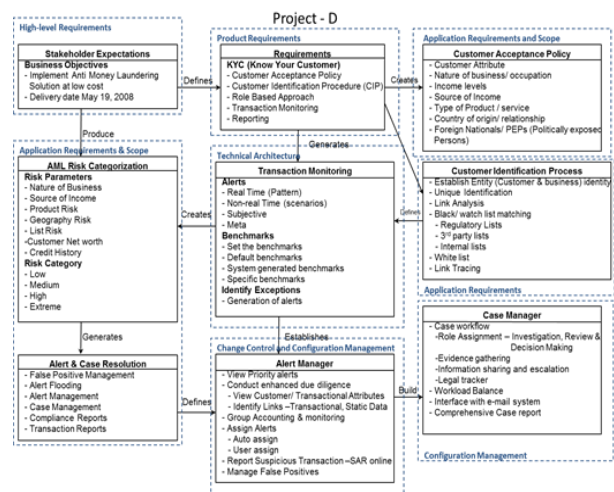 Project - D
High-level Requirements
Stakeholder Expectations
Business Objectives
- Implement Anti Money Laundering
Solution at low cost
- Delivery date May 19, 2008
Defines
Product Requirements
Requirements
KYC (Know Your Customer)
- Customer Acceptance Policy
- Customer Identification Procedure (CIP)
- Role Based Approach
- Transaction Monitoring
- Reporting
Creates
Application Requirements and Scope
Customer Acceptance Policy
- Customer Attribute
- Nature of business/ occupation
- Income levels
- Source of Income
- Type of Product / service
- Country of origin/ relationship
- Foreign Nationals/ PEPs (Politically exposed
Persons)
Produce
Generates
Application Requirements & Scope
AML Risk Categorization
Risk Parameters
- Nature of Business
- Source of Income
- Product Risk
- Geography Risk
- List Risk
-Customer Net worth
- Credit History
Risk Category
- Low
- Medium
- High
- Extreme
Creates
Technical Architecture
Transaction Monitoring
Alerts
- Real Time (Pattern)
- Non-real Time (scenarios)
- Subjective
- Meta
Benchmarks
- Set the benchmarks
- Default benchmarks
- System generated benchmarks
- Specific benchmarks
Identify Exceptions
- Generation of alerts
Defines
Customer Identification Process
- Establish Entity (Customer & business) identity
- Unique Identification
- Link Analysis
- Black/ watch list matching
- Regulatory Lists
- 3rd party lists
- Internal lists
- White list
- Link Tracing
Application Requirements
Generates
Establishes
Alert & Case Resolution
- False Positive Management
- Alert Flooding
- Alert Management
- Case Management
- Compliance Reports
- Transaction Reports
Defines
Change Control and Configuration Management
Alert Manager
- View Priority alerts
- Conduct enhanced due diligence
- View Customer/ Transactional Attributes
- Identify Links –Transactional, Static Data
- Group Accounting & monitoring
- Assign Alerts
- Auto assign
- User assign
- Report Suspicious Transaction –SAR online
- Manage False Positives
Build
Case Manager
- Case workflow
-Role Assignment – Investigation, Review &
Decision Making
-Evidence gathering
-Information sharing and escalation
-Legal tracker
- Workload Balance
- Interface with e-mail system
- Comprehensive Case report
Configuration Management